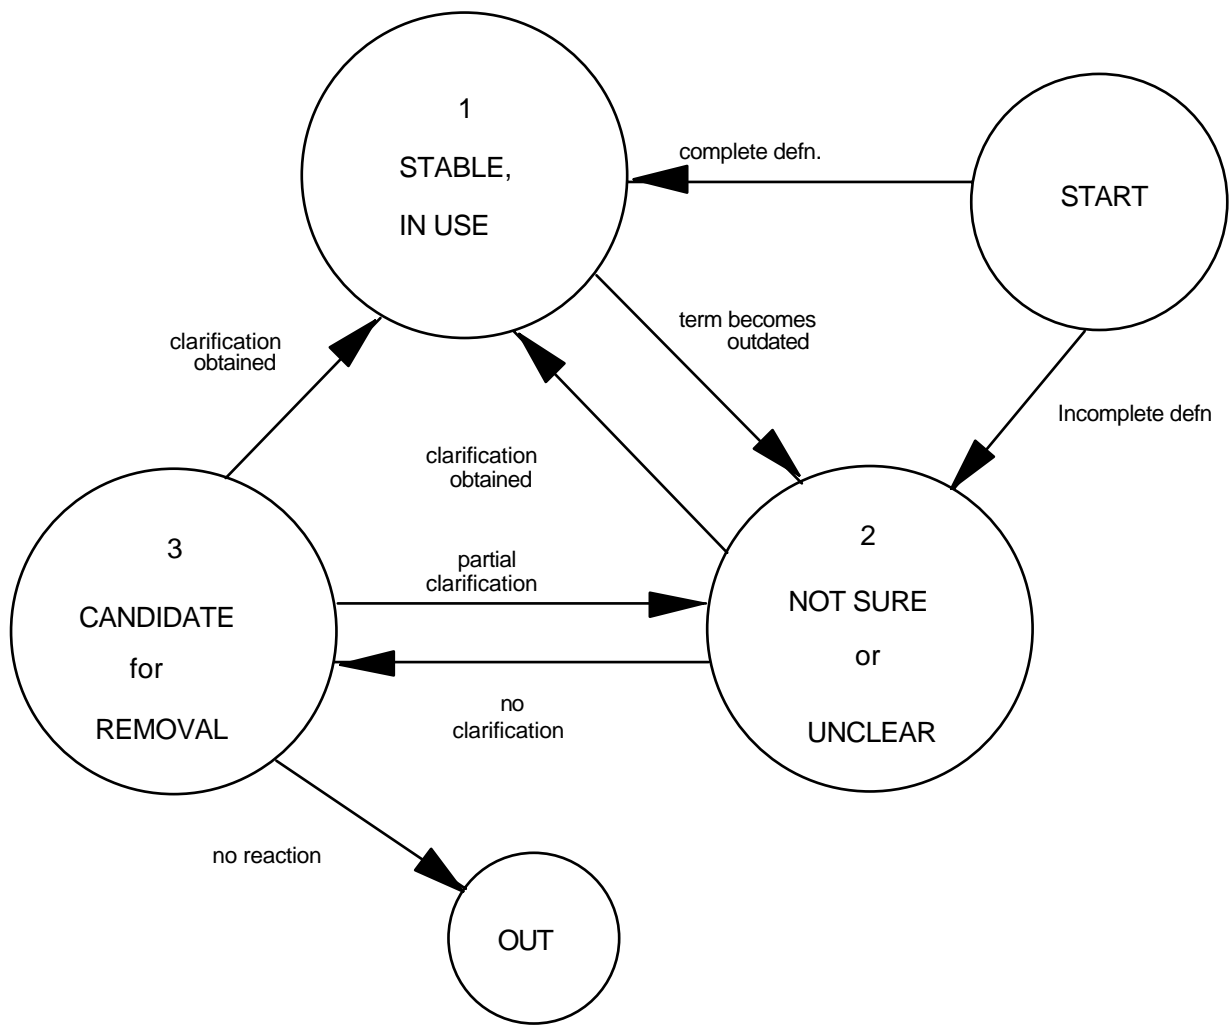 1
STABLE,
IN USE
complete defn.
START
term becomes
outdated
clarification
obtained
Incomplete defn
clarification
obtained
3
CANDIDATE
for
REMOVAL
partial
clarification
2
NOT SURE
or
UNCLEAR
no
clarification
no reaction
OUT